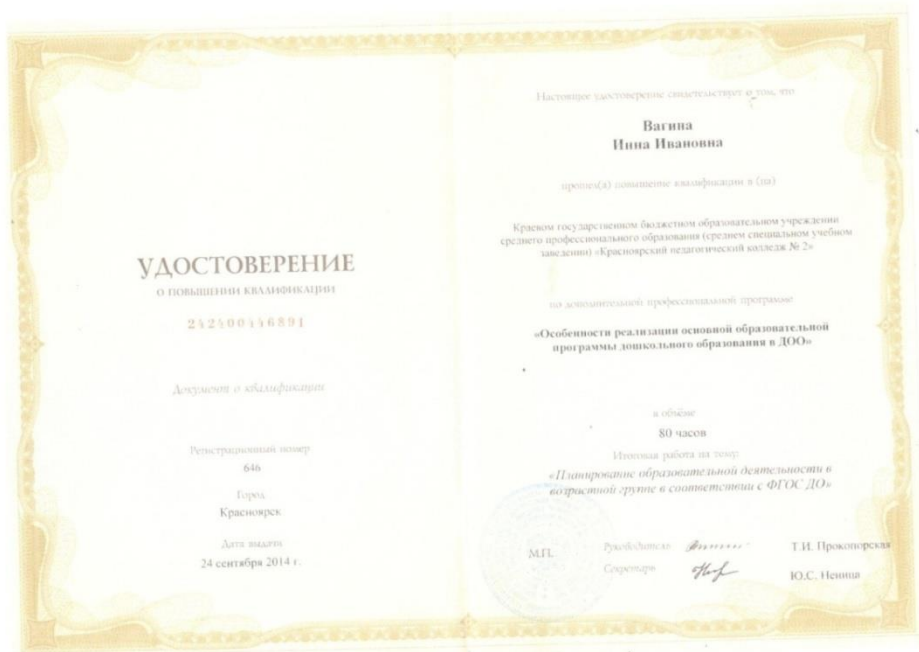 УДОСТОВЕРЕНИЕ
О ПОВЫШЕНИИ КВАЛИФИКАЦИИ
242400446891
Документ о квалификации
Регистрационный номер
646
Город
Красноярск
Дата выдачи
24 сентября 2014 г.
Настоящее удостоверение свидетельствует о том, что
Вагина
Инна Ивановна
прошел(а) повышение квалификации в (на)
Краевом государственном бюджетном образовательном учреждении
среднего профессионального образования (среднем специальном учебном
заведении) «Красноярский педагогический колледж № 2»
по дополнительной профессиональной программе
«Особенности реализации основной образовательной
программы дошкольного образования в ДОО»
в объёме
80 часов
Итоговая работа на тему:
«Планирование образовательной деятельности в
возрастной группе в соответствии с ФГОС ДО»
М.П.
Руководитель Т.И. Прокопорская
Секретарь Ю.С. Неница